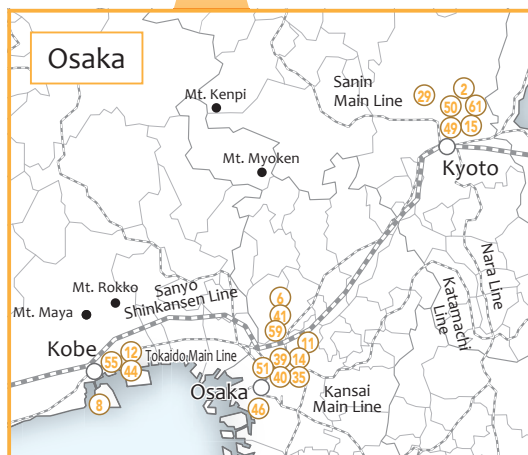 Osaka
Mt. Kenpi
Sanin
Main Line
29
2
50
61
49
15
Kyoto
Mt. Myoken
Nara Line
Katamachi
Line
Mt. Rokko
Mt. Maya
Sanyo
Shinkansen Line
6
41
59
11
Kobe
12
55
44
Tokaido Main Line
39
14
51
40
35
Osaka
Kansai
Main Line
46
8